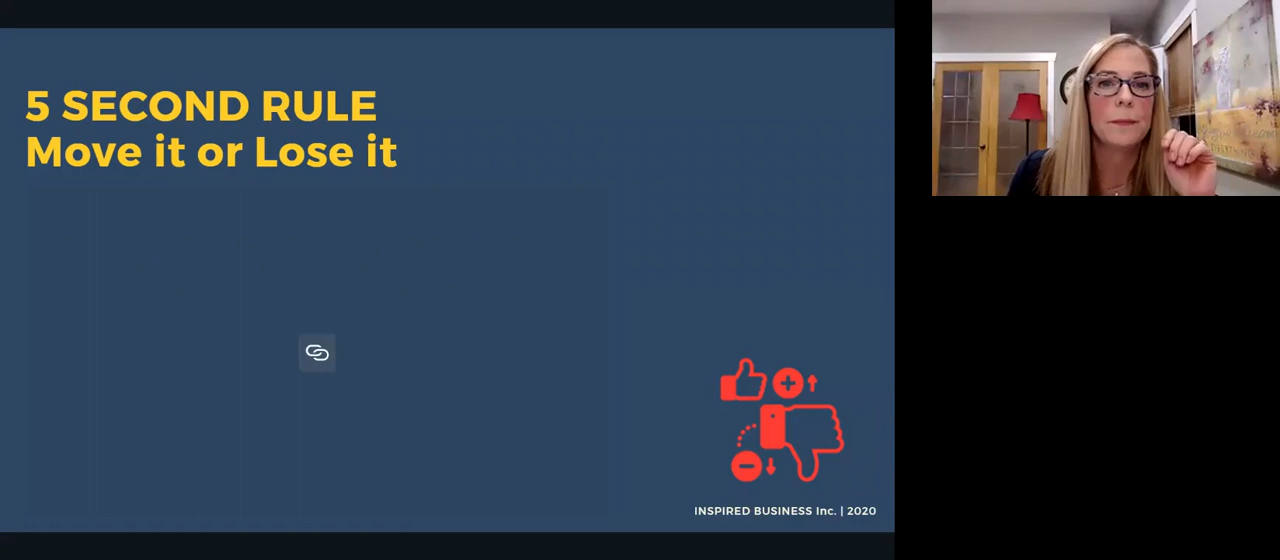 5 SECOND RULE
Move it or Lose it
INSPIRED BUSINESS Inc. | 2020